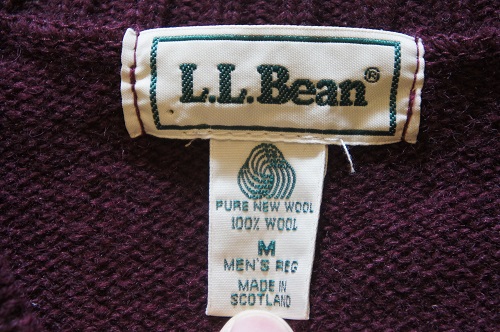 L.L.Bean®
PURE NEW WOOL
100% WOOL
M
MEN'S REG
MADE IN
SCOTLAND